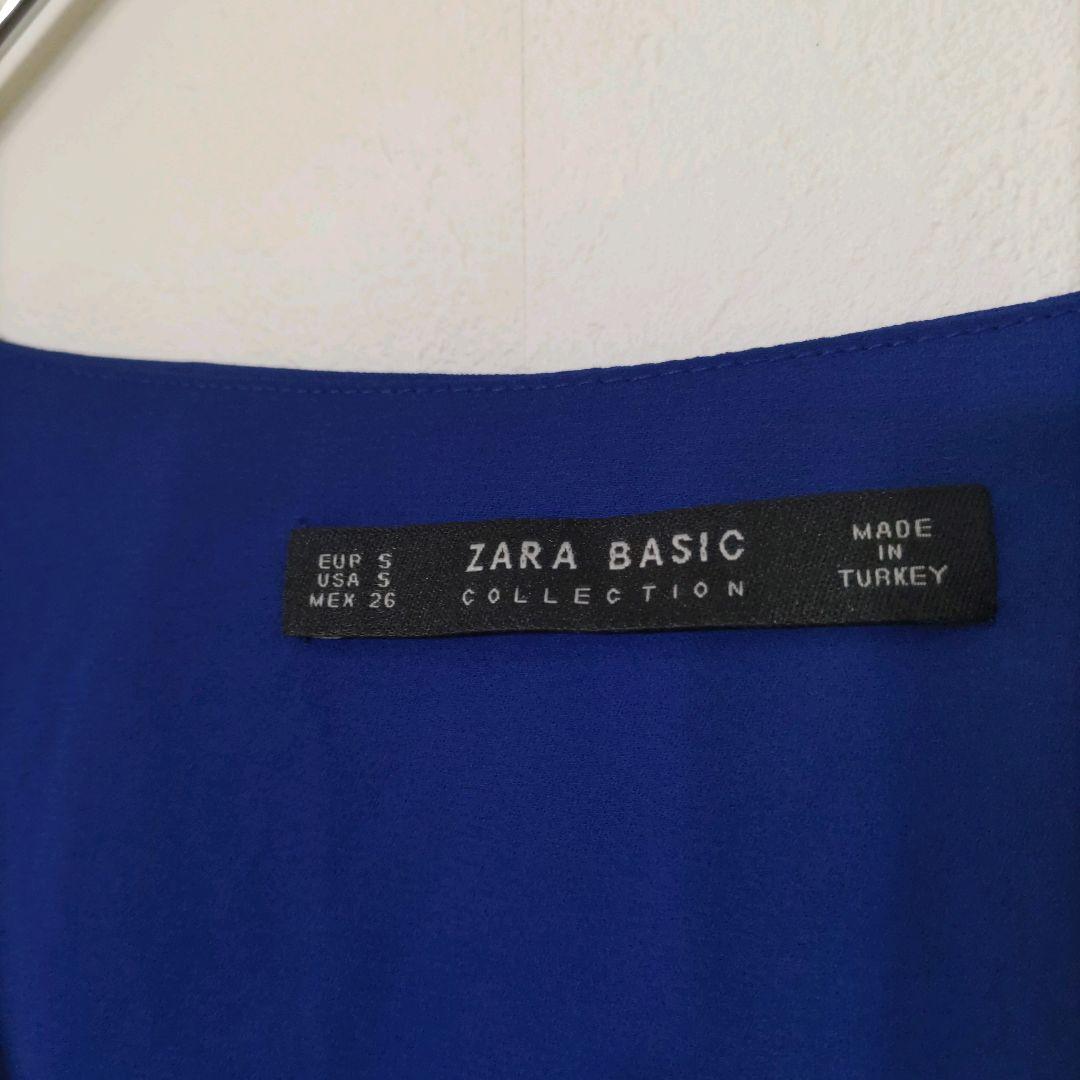 EUR S
USA S
MEX 26
ZARA BASIC
COLLECTION
MADE
IN
TURKEY